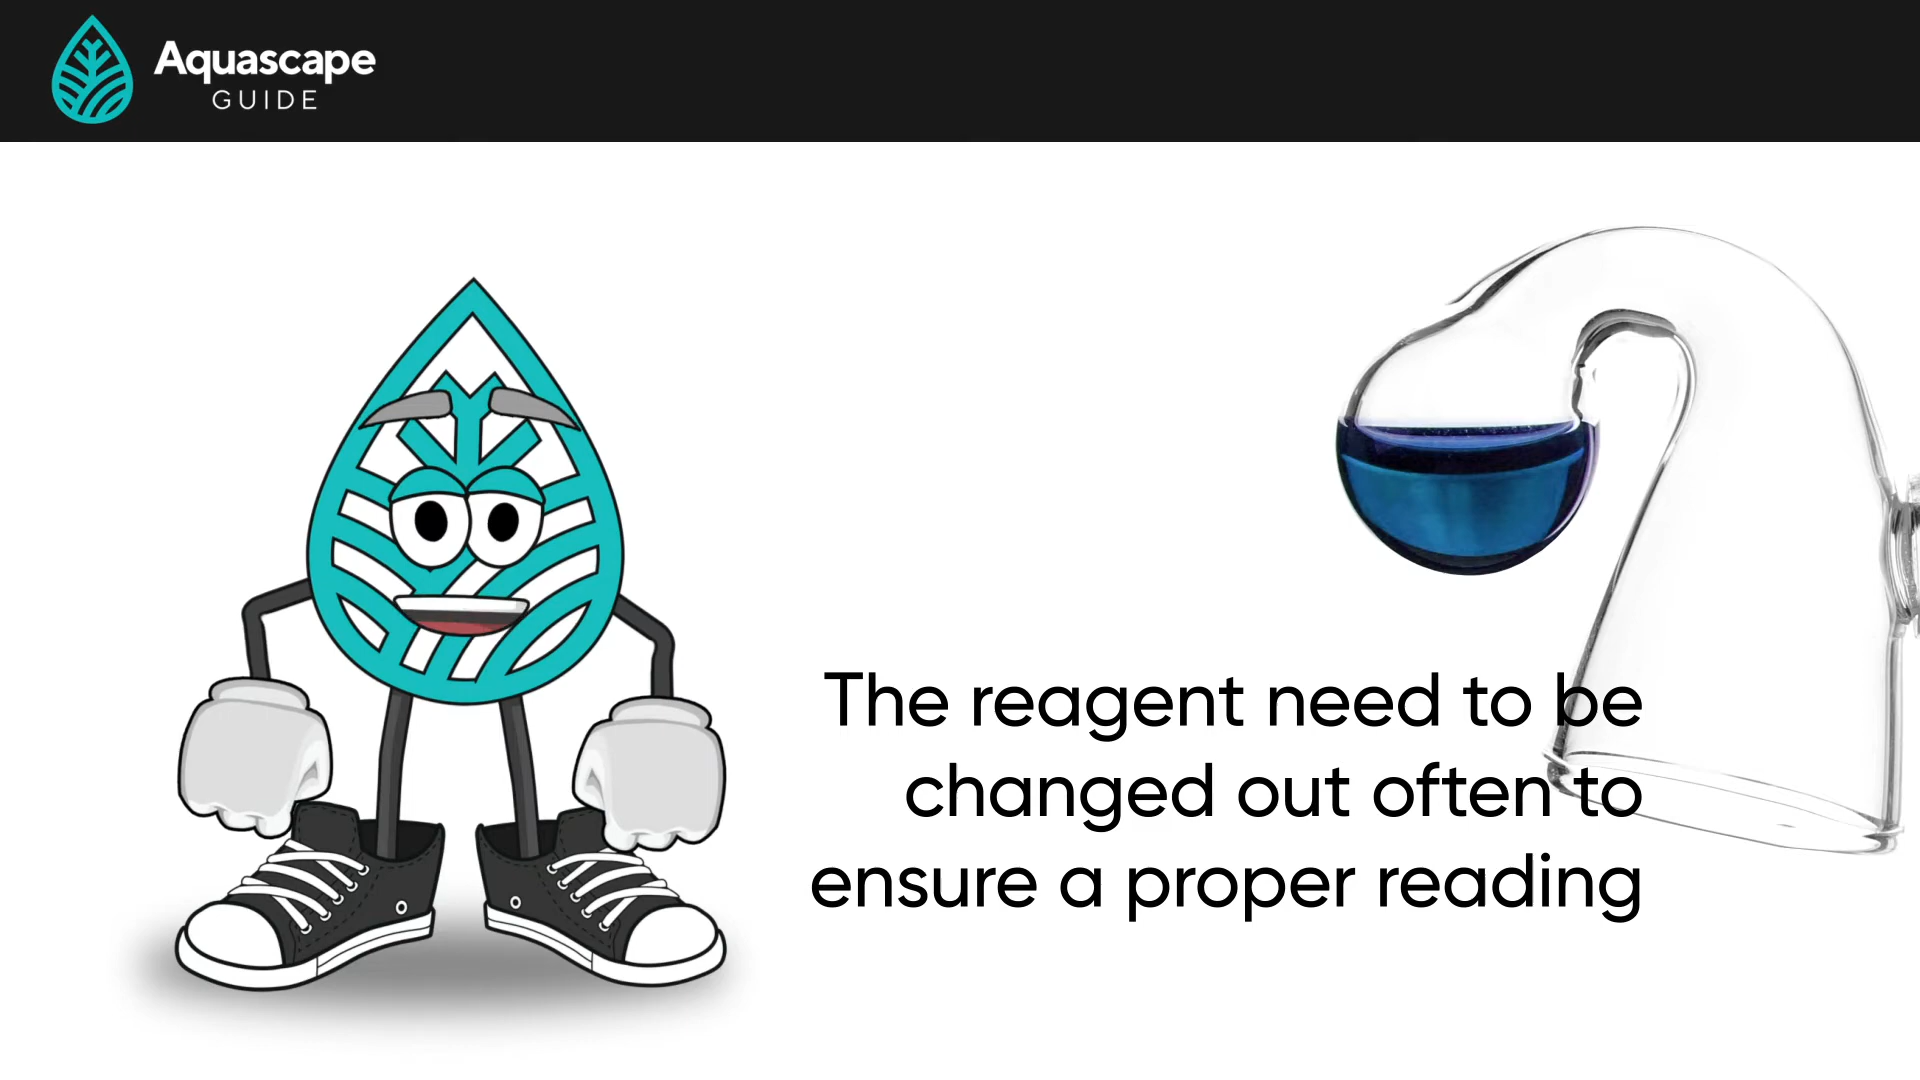 Aquascape
GUIDE
The reagent need to be
changed out often to
ensure a proper reading